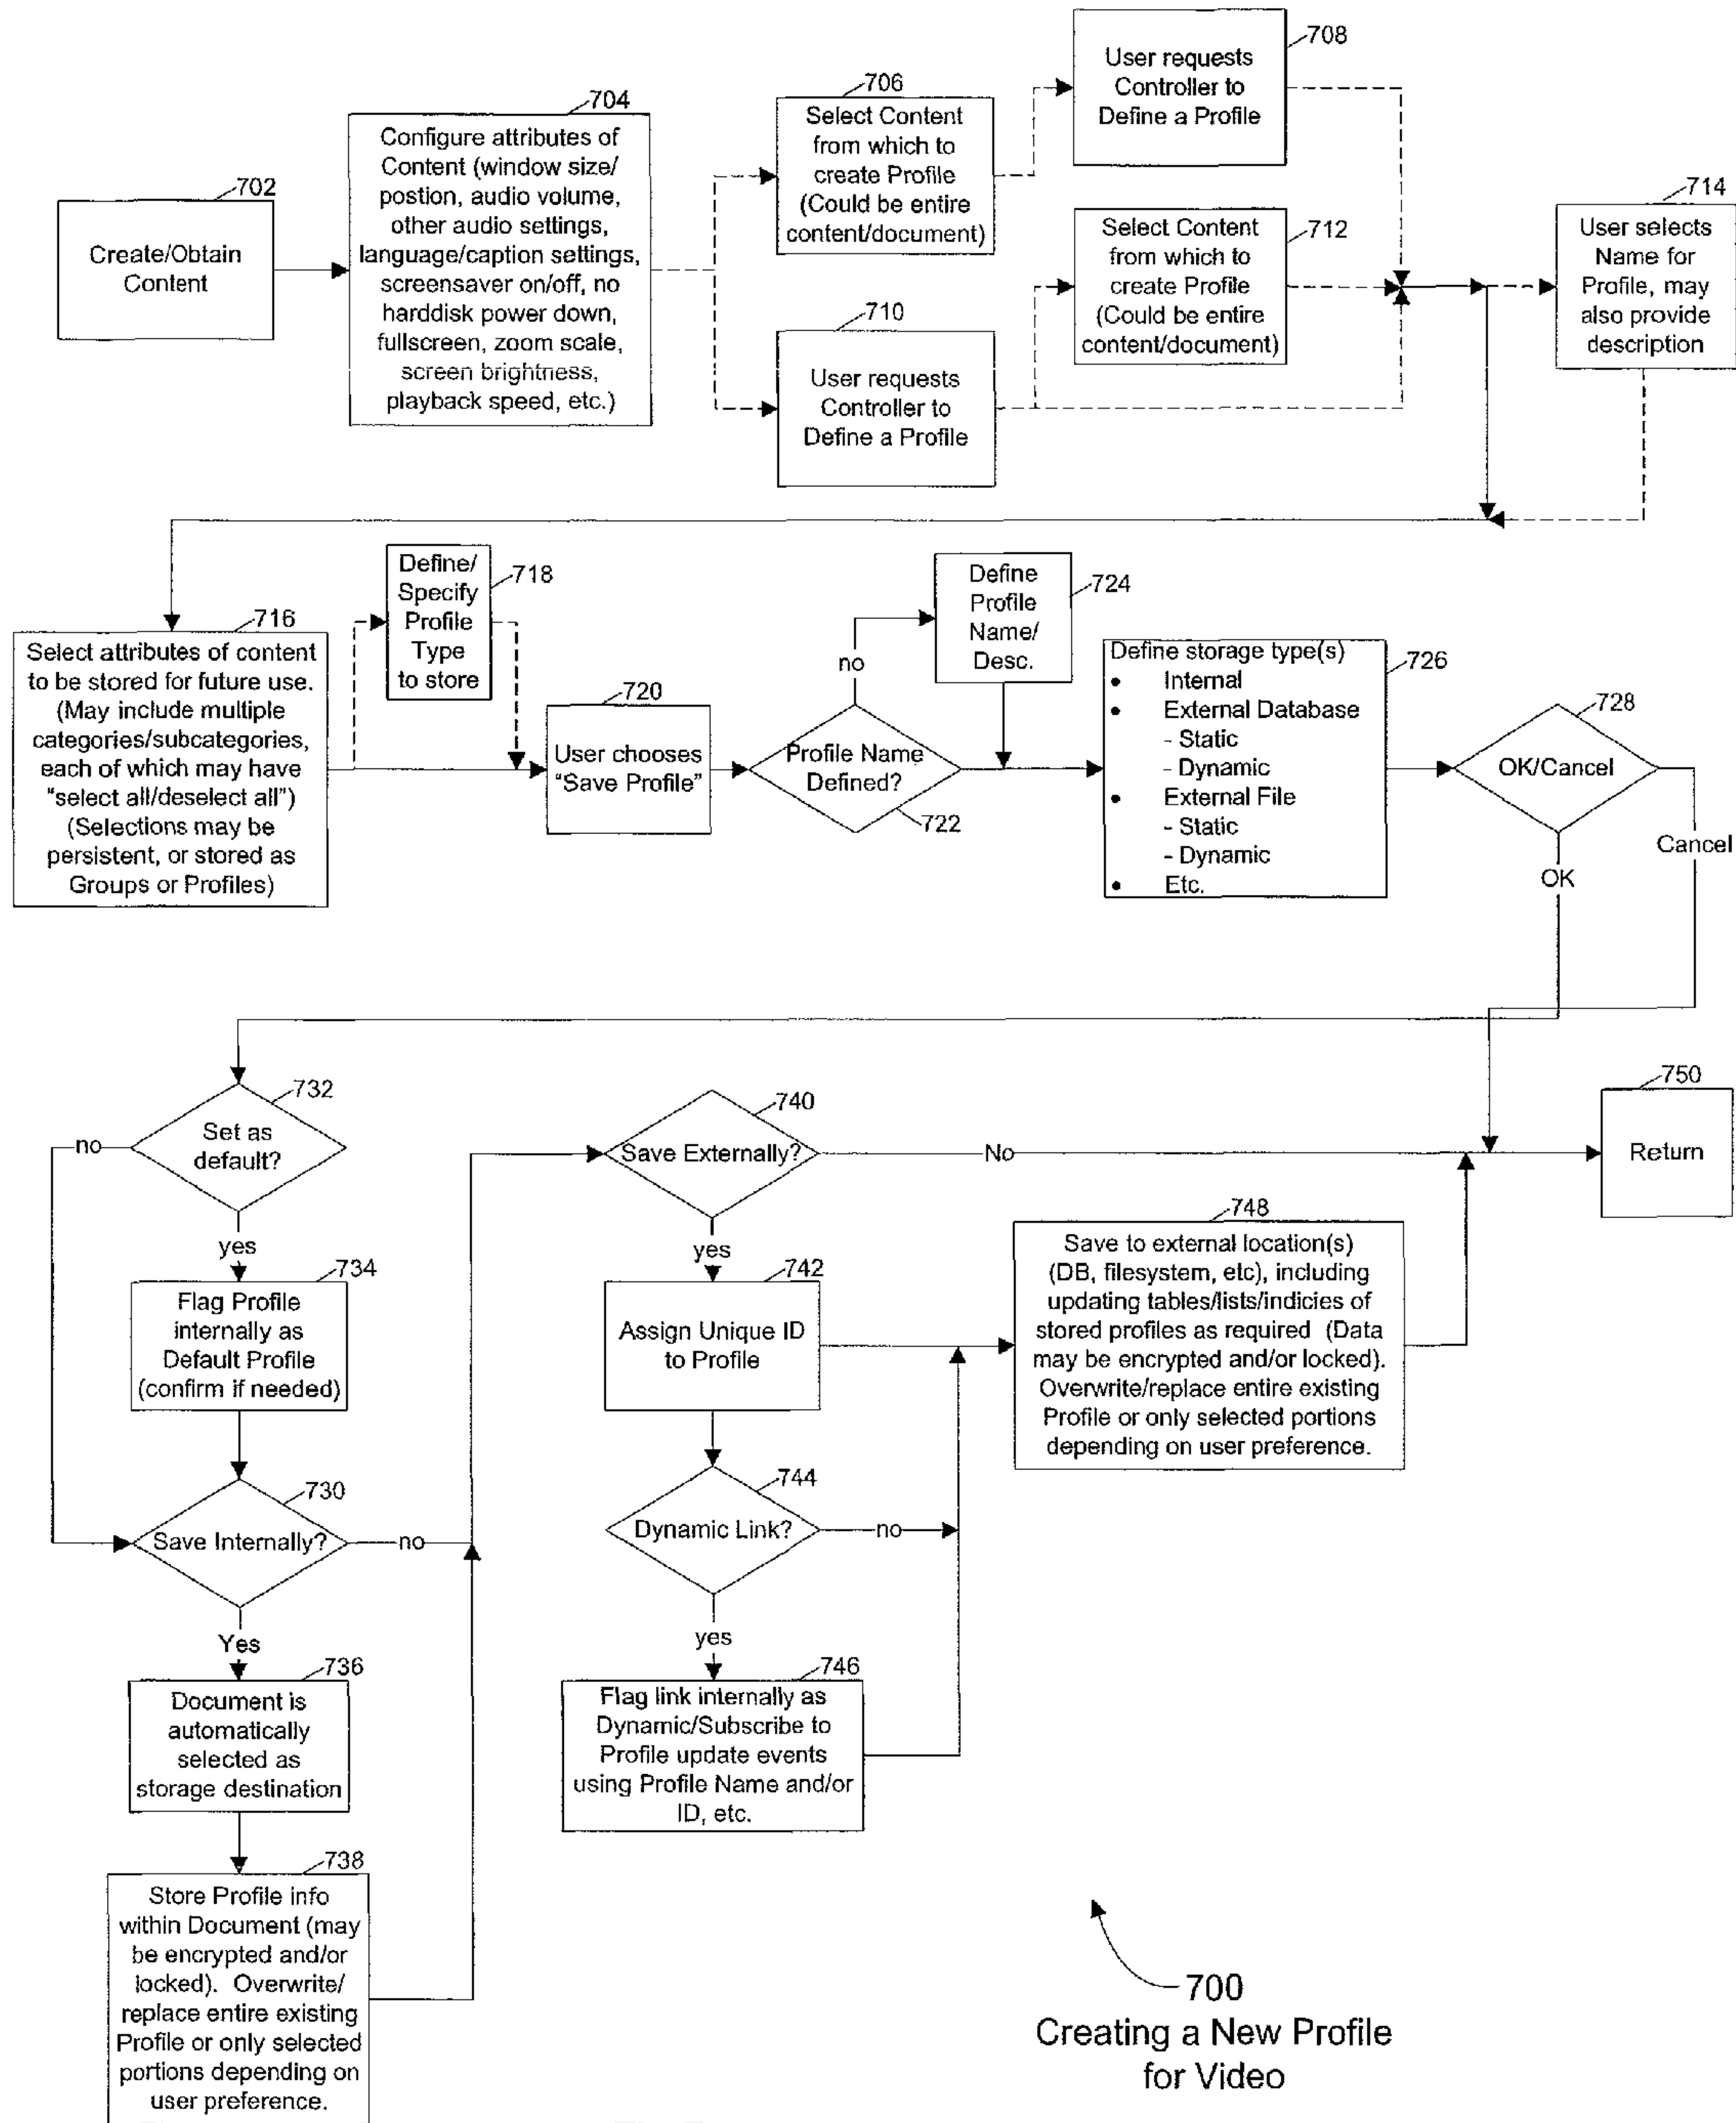 702
Create/Obtain
Content
704
Configure attributes of
Content (window size/
postion, audio volume,
other audio settings,
language/caption settings,
screensaver on/off, no
harddisk power down,
fullscreen, zoom scale,
screen brightness,
playback speed, etc.)
706
Select Content
from which to
create Profile
(Could be entire
content/document)
708
User requests
Controller to
Define a Profile
710
User requests
Controller to
Define a Profile
712
Select Content
from which to
create Profile
(Could be entire
content/document)
714
User selects
Name for
Profile, may
also provide
description
716
Select attributes of content
to be stored for future use.
(May include multiple
categories/subcategories,
each of which may have
"select all/deselect all")
(Selections may be
persistent, or stored as
Groups or Profiles)
718
Define/
Specify
Profile
Type
to store
720
User chooses
"Save Profile"
Profile Name
Defined?
722
no
724
Define
Profile
Name/
Desc.
726
Define storage type(s)
• Internal
• External Database
- Static
- Dynamic
• External File
- Static
- Dynamic
• Etc.
728
OK/Cancel
Cancel
OK
732
Set as
default?
no
yes
734
Flag Profile
internally as
Default Profile
(confirm if needed)
730
Save Internally?
no
Yes
736
Document is
automatically
selected as
storage destination
738
Store Profile info
within Document (may
be encrypted and/or
locked). Overwrite/
replace entire existing
Profile or only selected
portions depending on
user preference.
740
Save Externally?
No
yes
742
Assign Unique ID
to Profile
744
Dynamic Link?
no
yes
746
Flag link internally as
Dynamic/Subscribe to
Profile update events
using Profile Name and/or
ID, etc.
748
Save to external location(s)
(DB, filesystem, etc), including
updating tables/lists/indicies of
stored profiles as required (Data
may be encrypted and/or locked).
Overwrite/replace entire existing
Profile or only selected portions
depending on user preference.
750
Return
700
Creating a New Profile
for Video